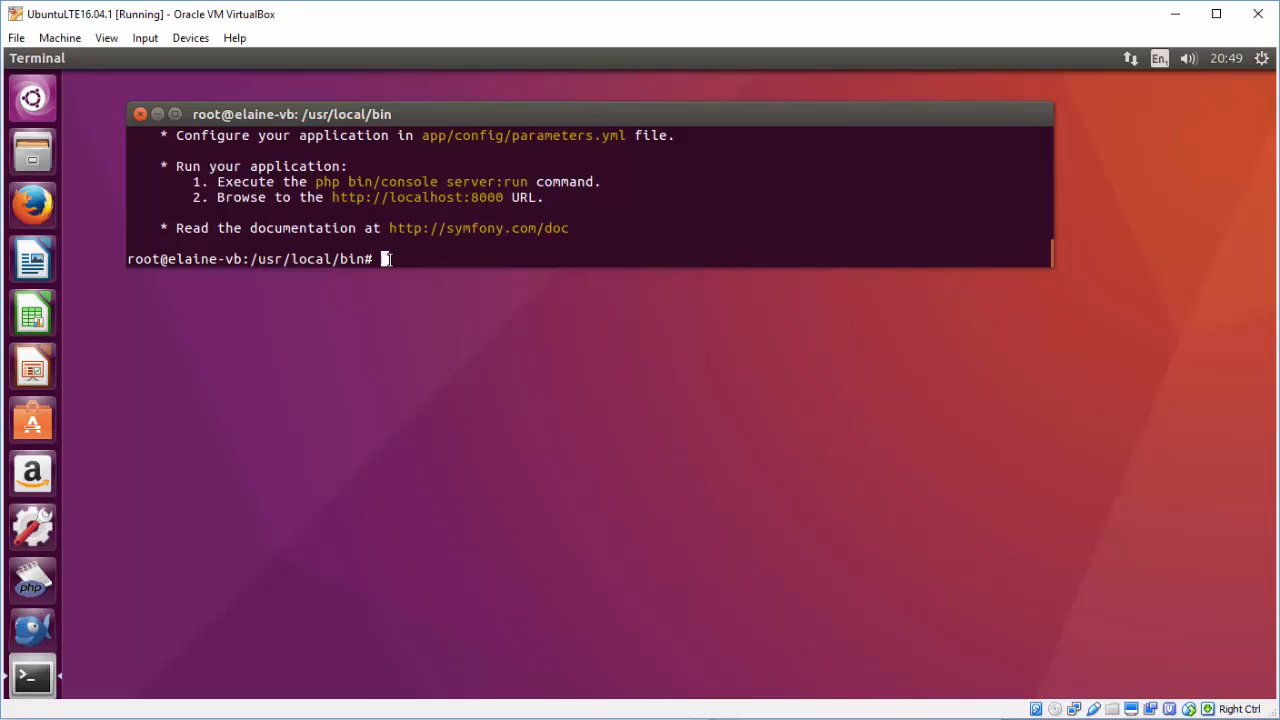 UbuntuLTE16.04.1 [Running] - Oracle VM VirtualBox
File Machine View Input Devices Help
Terminal En 20:49
root@elaine-vb: /usr/local/bin
* Configure your application in app/config/parameters.yml file.
* Run your application:
1. Execute the php bin/console server:run command.
2. Browse to the http://localhost:8000 URL.
* Read the documentation at http://symfony.com/doc
root@elaine-vb:/usr/local/bin#
a
php
>_
Right Ctrl